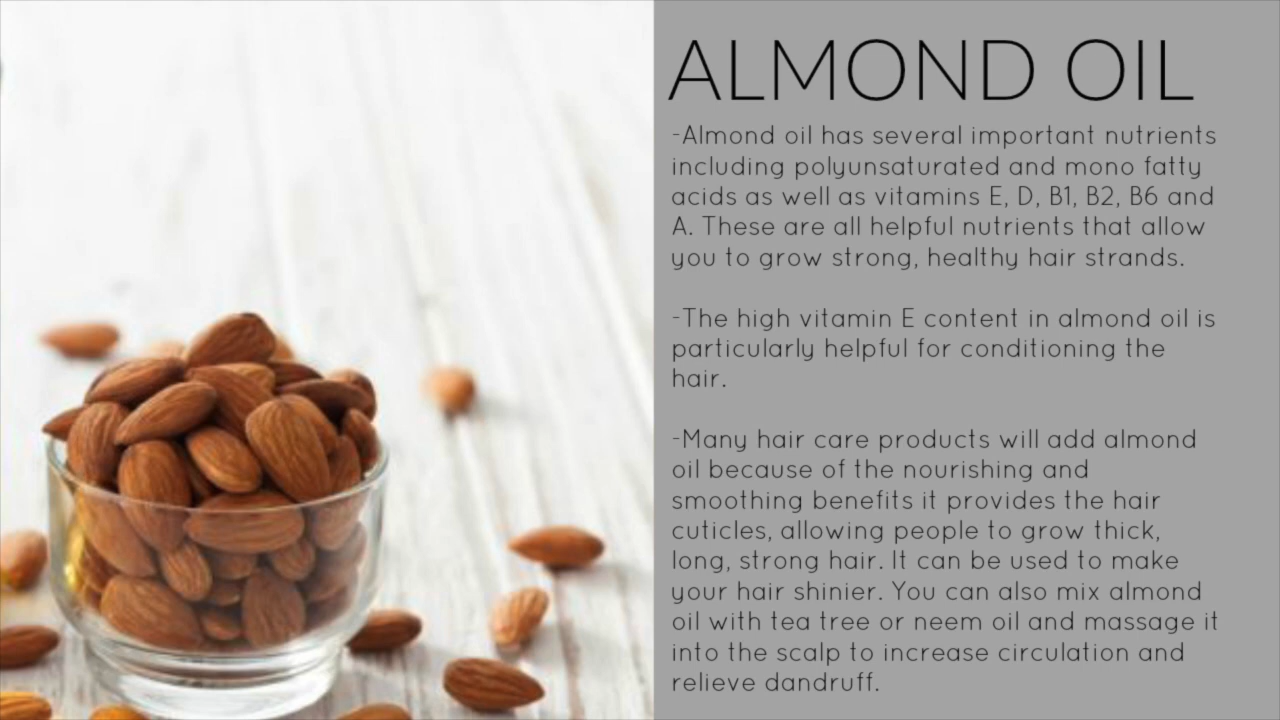 ALMOND OIL
-Almond oil has several important nutrients
including polyunsaturated and mono fatty
acids as well as vitamins E, D, B1, B2, B6 and
A. These are all helpful nutrients that allow
you to grow strong, healthy hair strands.
-The high vitamin E content in almond oil is
particularly helpful for conditioning the
hair.
-Many hair care products will add almond
oil because of the nourishing and
smoothing benefits it provides the hair
cuticles, allowing people to grow thick,
long, strong hair. It can be used to make
your hair shinier. You can also mix almond
oil with tea tree or neem oil and massage it
into the scalp to increase circulation and
relieve dandruff.